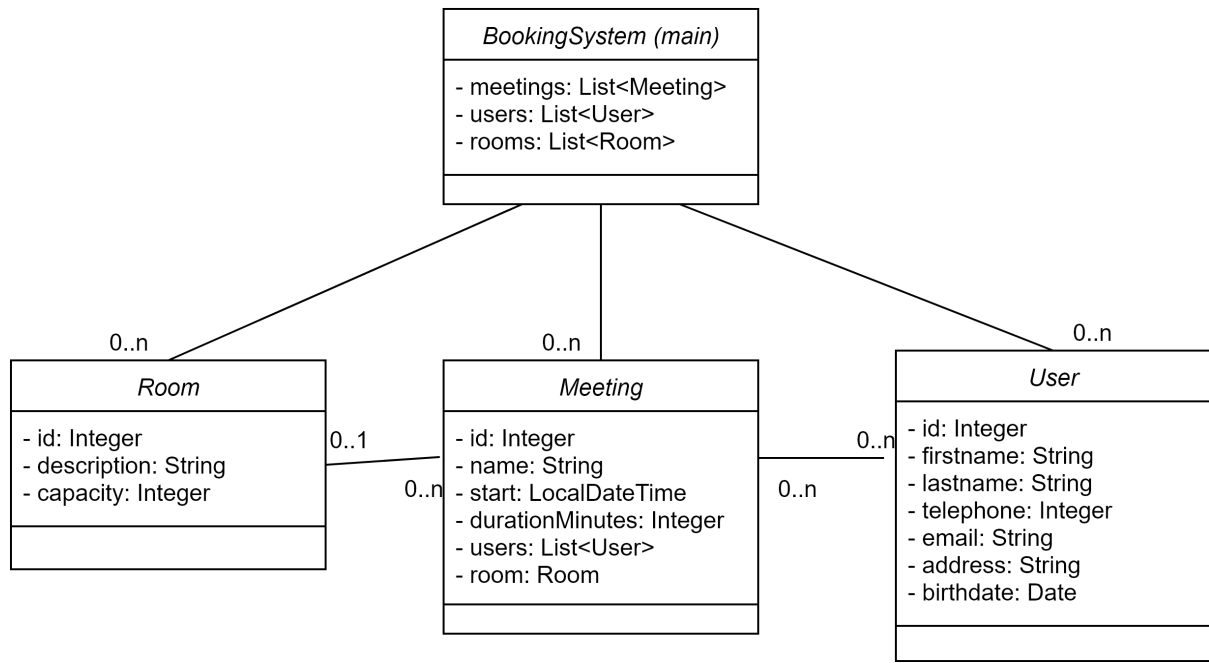 BookingSystem (main)
- meetings: List<Meeting>
- users: List<User>
- rooms: List<Room>
0..n
0..n
0..n
Room
- id: Integer
- description: String
- capacity: Integer
0..1
0..n
Meeting
- id: Integer
- name: String
- start: LocalDateTime
- durationMinutes: Integer
- users: List<User>
- room: Room
0..n
0..n
User
- id: Integer
- firstname: String
- lastname: String
- telephone: Integer
- email: String
- address: String
- birthdate: Date